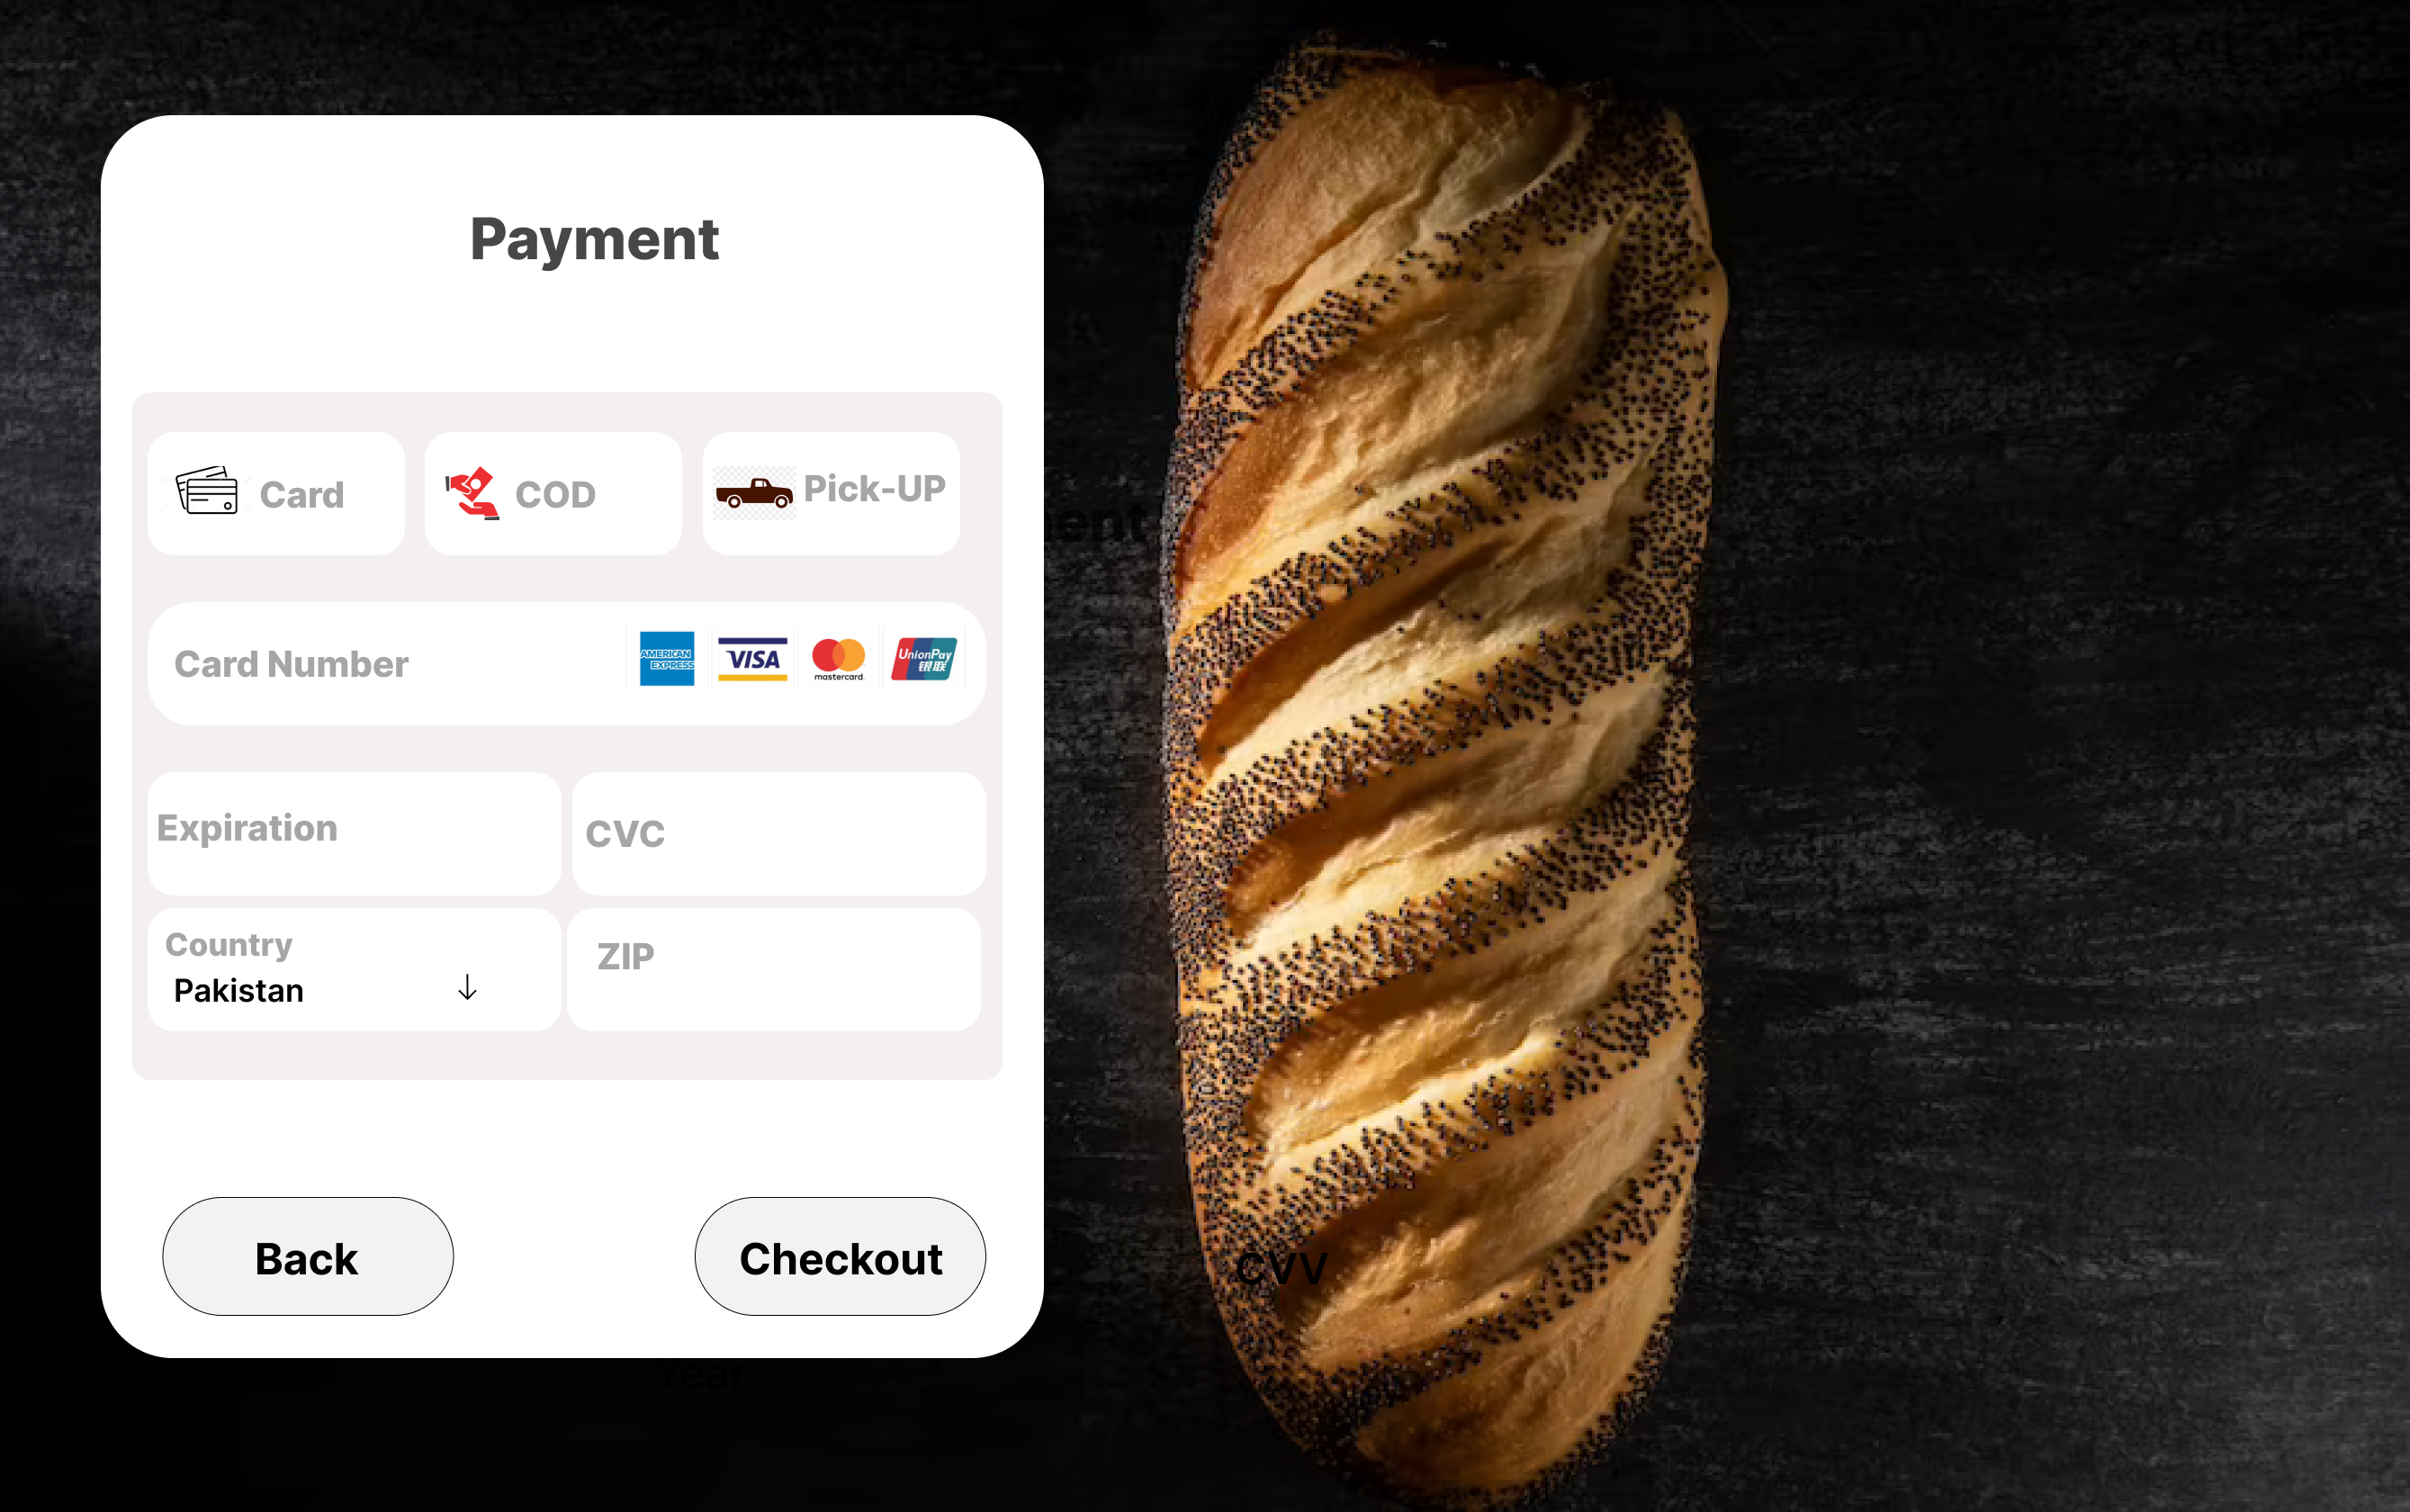 Payment
Card
COD
Pick-UP
ment
Card Number
AMERICAN
EXPRESS
VISA
mastercard.
UnionPay
银联
Expiration
CVC
Country
ZIP
Pakistan
Back
Checkout
CVV
Year